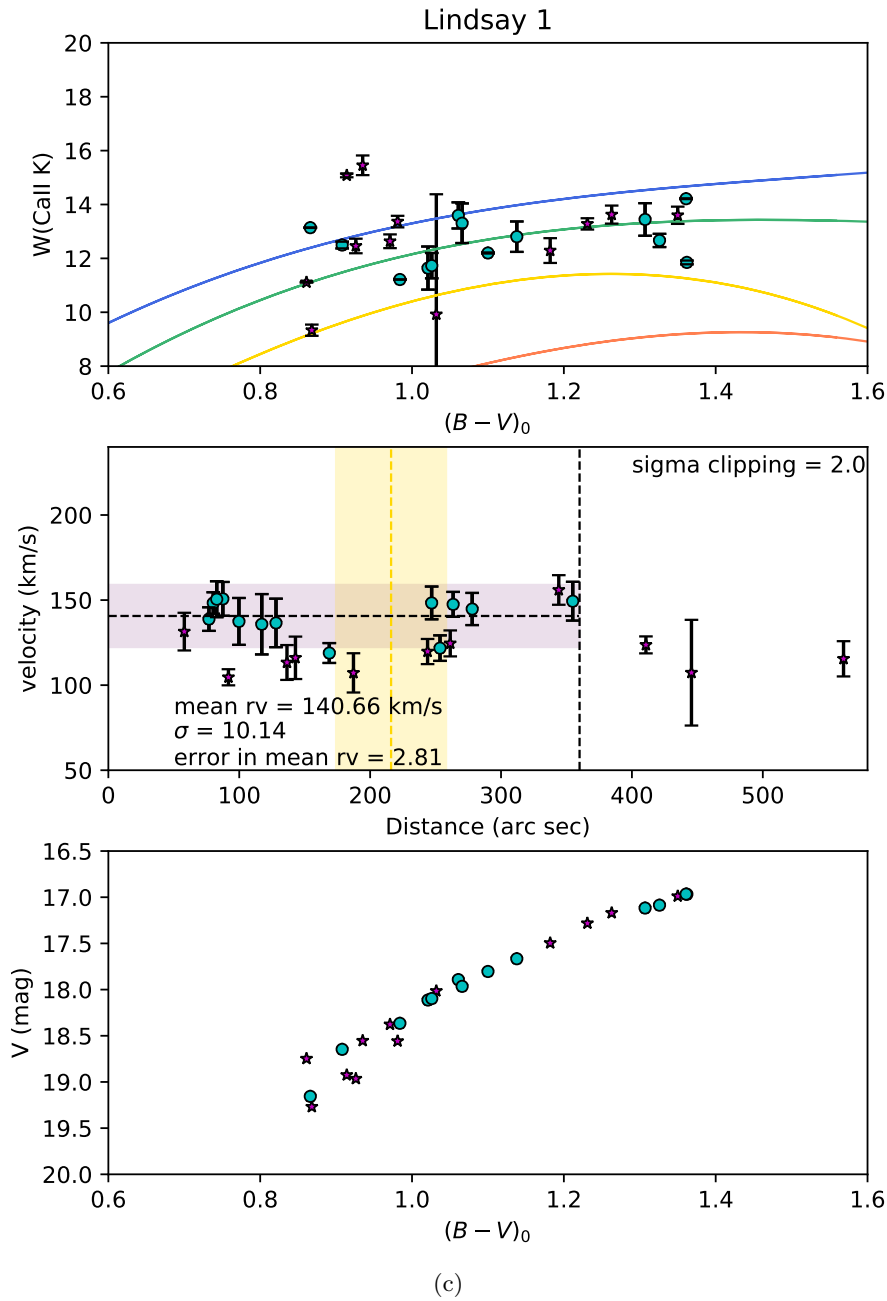 Lindsay 1
20
18
16
14
12
10
8
W(CaII K)
0.6 0.8 1.0 1.2 1.4 1.6
(B − V)0
sigma clipping = 2.0
200
150
100
50
velocity (km/s)
mean rv = 140.66 km/s
σ = 10.14
error in mean rv = 2.81
0 100 200 300 400 500
Distance (arc sec)
16.5
17.0
17.5
18.0
18.5
19.0
19.5
20.0
V (mag)
0.6 0.8 1.0 1.2 1.4 1.6
(B − V)0
(c)